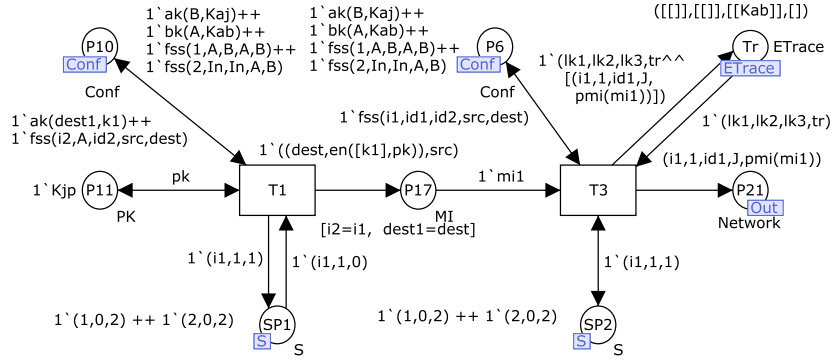 1`ak(B,Kaj)++
1`bk(A,Kab)++
1`fss(1,A,B,A,B)++
1`fss(2,In,In,A,B)
P10
Conf
Conf
1`ak(B,Kaj)++
1`bk(A,Kab)++
1`fss(1,A,B,A,B)++
1`fss(2,In,In,A,B)
P6
Conf
Conf
([[]],[[]],[[Kab]],[])
Tr
ETrace
ETrace
1`(lk1,lk2,lk3,tr^^
[(i1,1,id1,J,
pmi(mi1))])
1`ak(dest1,k1)++
1`fss(i2,A,id2,src,dest)
1`fss(i1,id1,id2,src,dest)
1`(lk1,lk2,lk3,tr)
1`((dest,en([k1],pk)),src)
(i1,1,id1,J,pmi(mi1))
1`Kjp
P11
PK
pk
T1
P17
MI
1`mi1
T3
P21
Out
Network
[i2=i1, dest1=dest]
1`(i1,1,1)
1`(i1,1,0)
1`(i1,1,1)
1`(1,0,2) ++ 1`(2,0,2)
SP1
S
S
1`(1,0,2) ++ 1`(2,0,2)
SP2
S
S